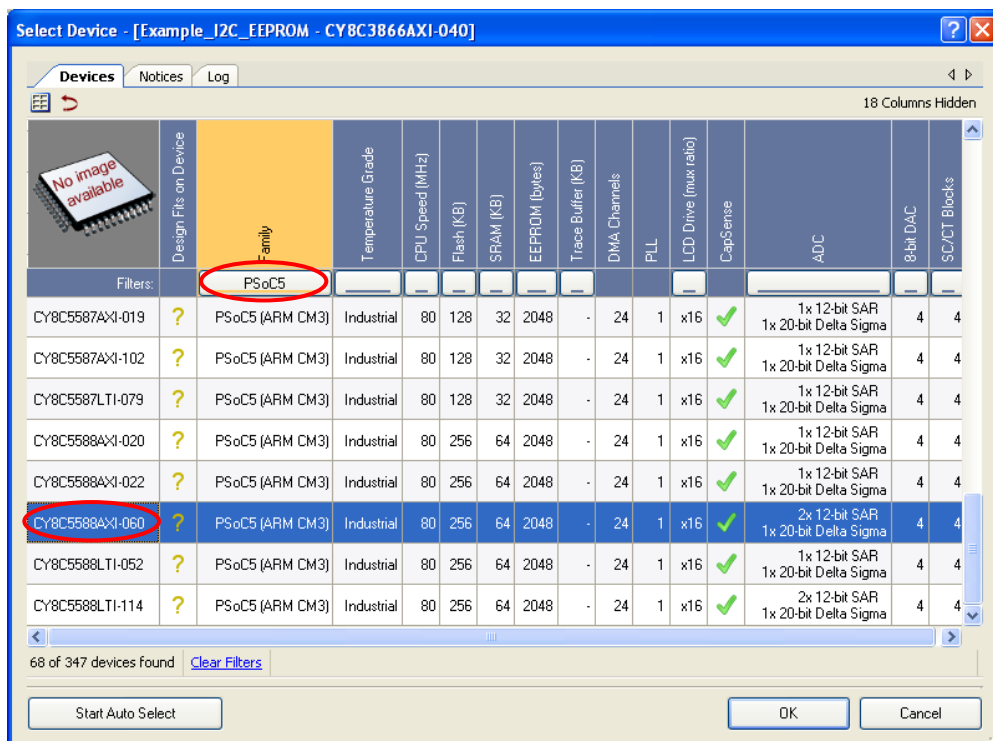 Select Device - [Example_I2C_EEPROM - CY8C3866AXI-040]
Devices Notices Log
18 Columns Hidden
No image available
Design Fits on Device
Family
Temperature Grade
CPU Speed (MHz)
Flash (KB)
SRAM (KB)
EEPROM (bytes)
Trace Buffer (KB)
DMA Channels
PLL
LCD Drive (mux ratio)
CapSense
ADC
8-bit DAC
SC/CT Blocks
Filters: PSoC5
CY8C5587AXI-019 ? PSoC5 (ARM CM3) Industrial 80 128 32 2048 - 24 1 x16 1x 12-bit SAR 1x 20-bit Delta Sigma 4 4
CY8C5587AXI-102 ? PSoC5 (ARM CM3) Industrial 80 128 32 2048 - 24 1 x16 1x 12-bit SAR 1x 20-bit Delta Sigma 4 4
CY8C5587LTI-079 ? PSoC5 (ARM CM3) Industrial 80 128 32 2048 - 24 1 x16 1x 12-bit SAR 1x 20-bit Delta Sigma 4 4
CY8C5588AXI-020 ? PSoC5 (ARM CM3) Industrial 80 256 64 2048 - 24 1 x16 1x 12-bit SAR 1x 20-bit Delta Sigma 4 4
CY8C5588AXI-022 ? PSoC5 (ARM CM3) Industrial 80 256 64 2048 - 24 1 x16 1x 12-bit SAR 1x 20-bit Delta Sigma 4 4
CY8C5588AXI-060 ? PSoC5 (ARM CM3) Industrial 80 256 64 2048 - 24 1 x16 2x 12-bit SAR 1x 20-bit Delta Sigma 4 4
CY8C5588LTI-052 ? PSoC5 (ARM CM3) Industrial 80 256 64 2048 - 24 1 x16 1x 12-bit SAR 1x 20-bit Delta Sigma 4 4
CY8C5588LTI-114 ? PSoC5 (ARM CM3) Industrial 80 256 64 2048 - 24 1 x16 2x 12-bit SAR 1x 20-bit Delta Sigma 4 4
68 of 347 devices found Clear Filters
Start Auto Select OK Cancel